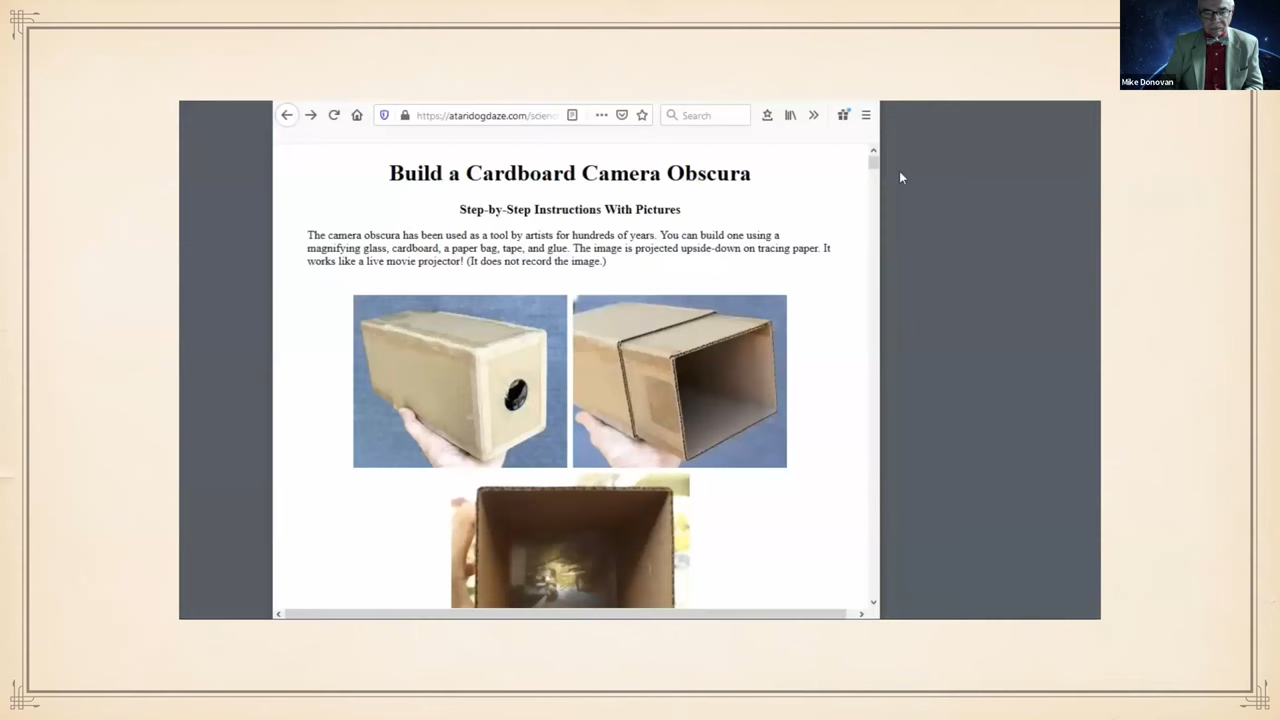 Mike Donovan
https://ataridogdaze.com/scienc
Search
Build a Cardboard Camera Obscura
Step-by-Step Instructions With Pictures
The camera obscura has been used as a tool by artists for hundreds of years. You can build one using a
magnifying glass, cardboard, a paper bag, tape, and glue. The image is projected upside-down on tracing paper. It
works like a live movie projector! (It does not record the image.)